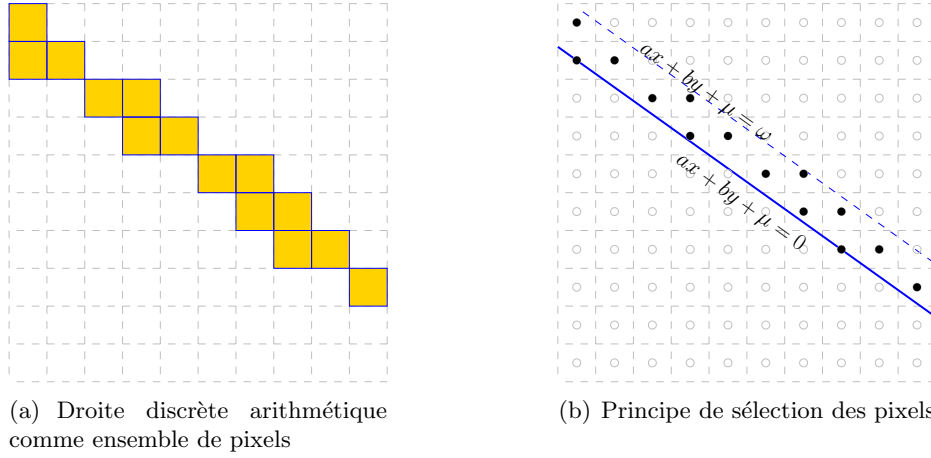 ax + by + μ = ω
ax + by + μ = 0
(a) Droite discrète arithmétique
comme ensemble de pixels
(b) Principe de sélection des pixels